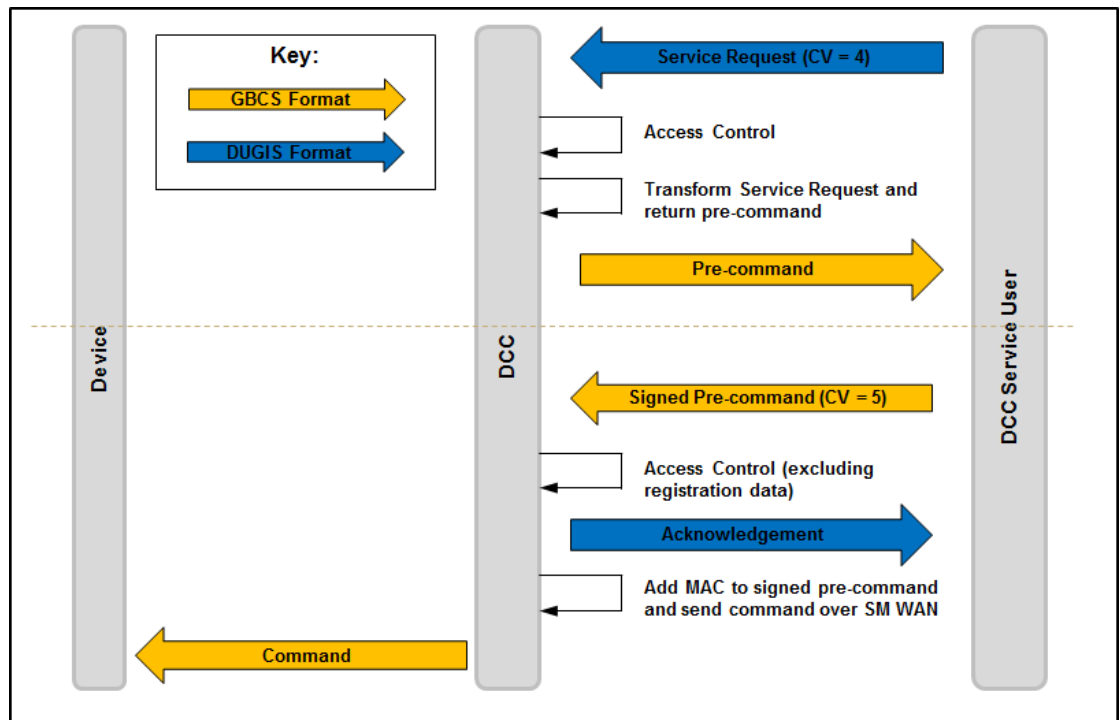 Key:
GBCS Format
DUGIS Format
Service Request (CV = 4)
Access Control
Transform Service Request and
return pre-command
Pre-command
Device
DCC
DCC Service User
Signed Pre-command (CV = 5)
Access Control (excluding
registration data)
Acknowledgement
Add MAC to signed pre-command
and send command over SM WAN
Command